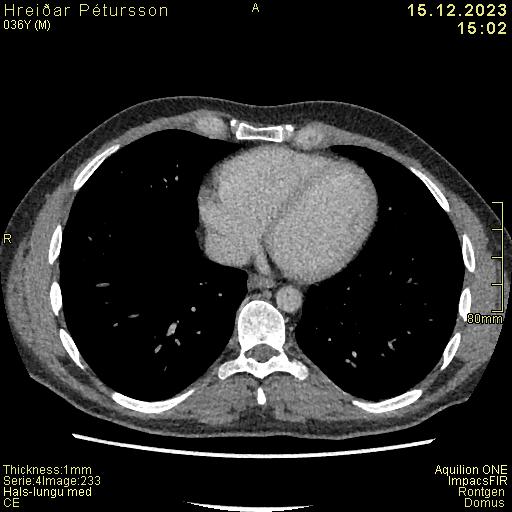 Hreiðar Pétursson
036Y (M)
A
15.12.2023
15:02
R
80mm
Thickness:1mm
Serie:4Image:233
Hals-lungu med
CE
Aquilion ONE
ImpacsFIR
Rontgen
Domus